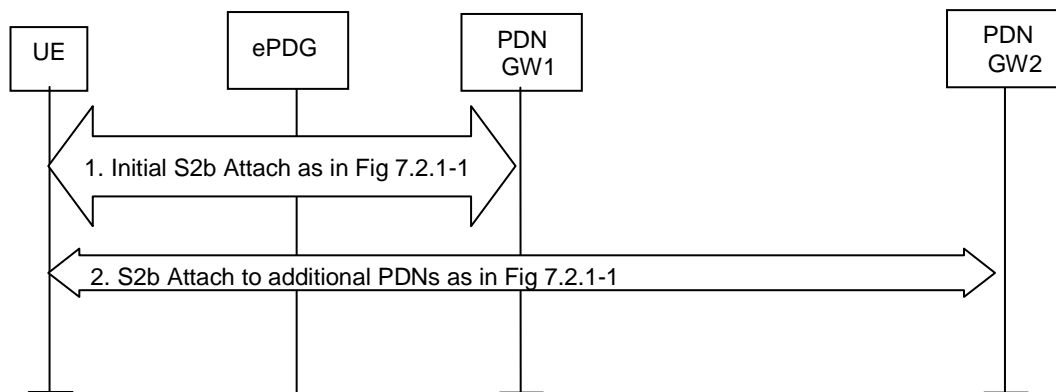 UE
ePDG
PDN
GW1
PDN
GW2
1. Initial S2b Attach as in Fig 7.2.1-1
2. S2b Attach to additional PDNs as in Fig 7.2.1-1